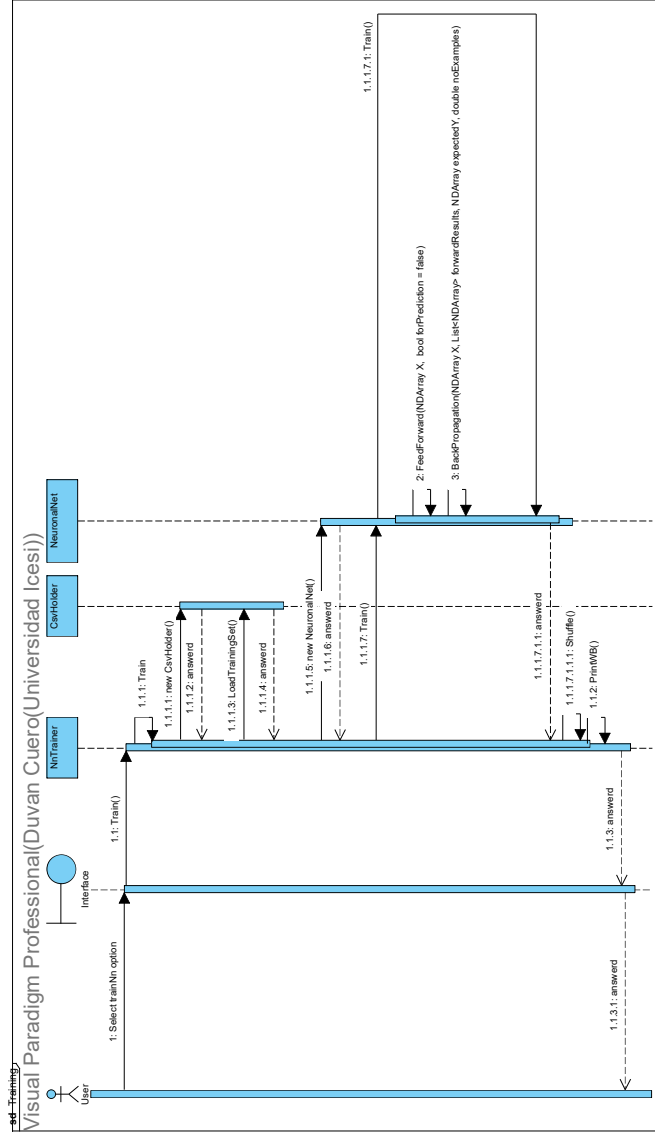 sd Training
Visual Paradigm Professional(Duvan Cuero(Universidad Icesi))
User
Interface
NnTrainer
CsvHolder
NeuronalNet
1: Select trainNn option
1.1: Train()
1.1.1: Train
1.1.1.1: new CsvHolder()
1.1.1.2: answerd
1.1.1.3: LoadTrainingSet()
1.1.1.4: answerd
1.1.1.5: new NeuronalNet()
1.1.1.6: answerd
1.1.1.7: Train()
1.1.1.7.1: Train()
2: FeedForward(NDArray X, bool forPrediction = false)
3: BackPropagation(NDArray X, List<NDArray> forwardResults, NDArray expectedY, double noExamples)
1.1.1.7.1.1: answerd
1.1.1.7.1.1.1: Shuffle()
1.1.2: PrintWB()
1.1.3: answerd
1.1.3.1: answerd